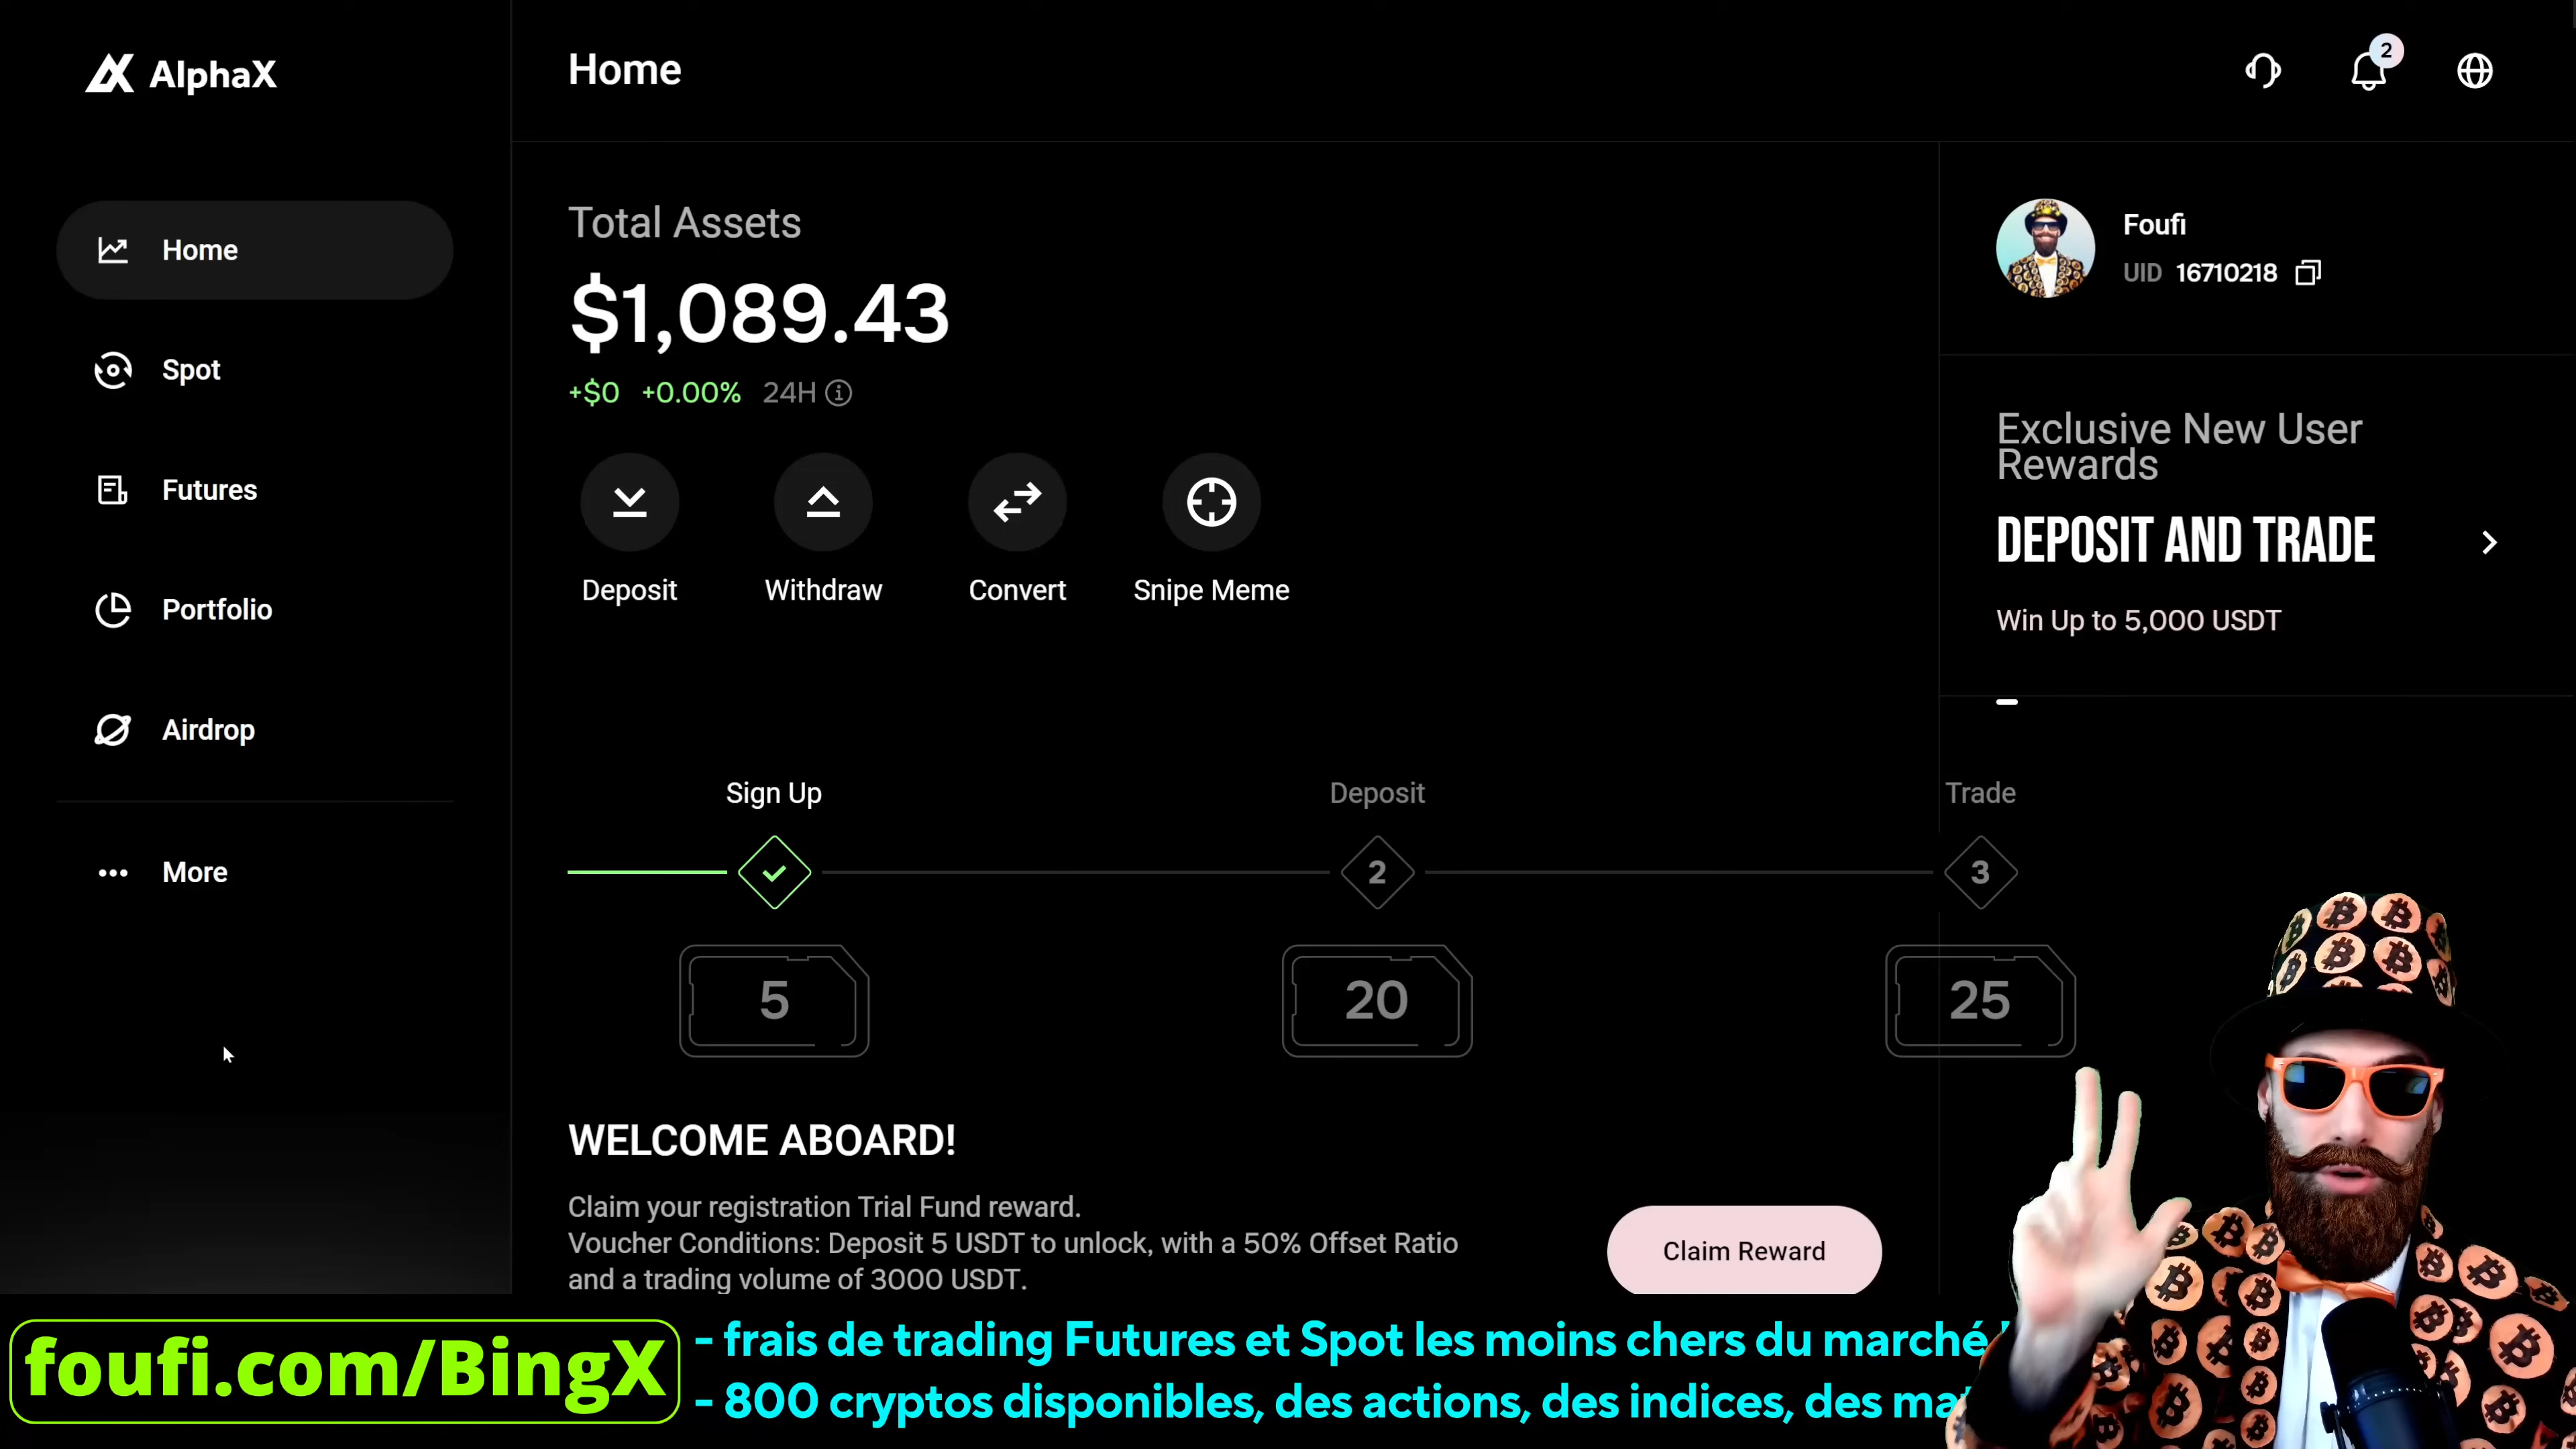 AlphaX
Home
Spot
Futures
Portfolio
Airdrop
More
Home
2
Total Assets
$1,089.43
+$0 +0.00% 24H
Deposit
Withdraw
Convert
Snipe Meme
Foufi
UID 16710218
Exclusive New User
Rewards
DEPOSIT AND TRADE
Win Up to 5,000 USDT
Sign Up
Deposit
Trade
2
3
5
20
25
WELCOME ABOARD!
Claim your registration Trial Fund reward.
Voucher Conditions: Deposit 5 USDT to unlock, with a 50% Offset Ratio
and a trading volume of 3000 USDT.
Claim Reward
foufi.com/BingX
- frais de trading Futures et Spot les moins chers du marché
- 800 cryptos disponibles, des actions, des indices, des